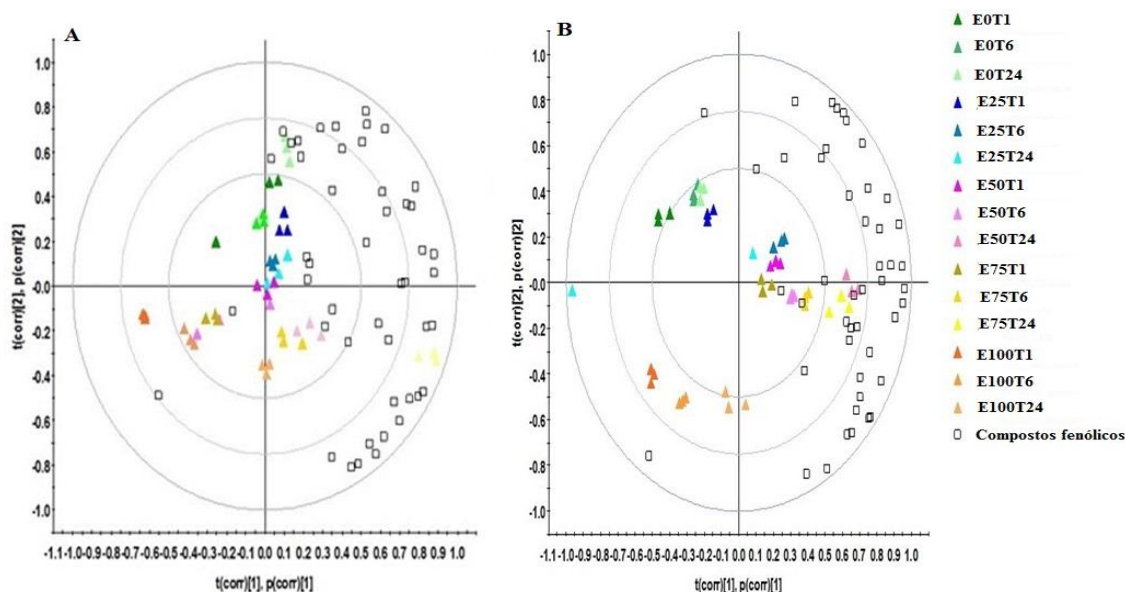 A
B
1.0
0.8
0.6
0.4
0.2
-0.0
-0.2
-0.4
-0.6
-0.8
-1.0
t(corr)[2], p(corr)[2]
-1.1-1.0-0.9-0.8-0.7-0.6-0.5-0.4-0.3-0.2-0.1 0.0 0.1 0.2 0.3 0.4 0.5 0.6 0.7 0.8 0.9 1.0
t(corr)[1], p(corr)[1]
1.0
0.8
0.6
0.4
0.2
-0.0
-0.2
-0.4
-0.6
-0.8
-1.0
t(corr)[2], p(corr)[2]
-1.1-1.0-0.9-0.8-0.7-0.6-0.5-0.4-0.3-0.2-0.1 0.0 0.1 0.2 0.3 0.4 0.5 0.6 0.7 0.8 0.9 1.0
t(corr)[1], p(corr)[1]
E0T1
E0T6
E0T24
E25T1
E25T6
E25T24
E50T1
E50T6
E50T24
E75T1
E75T6
E75T24
E100T1
E100T6
E100T24
Compostos fenólicos